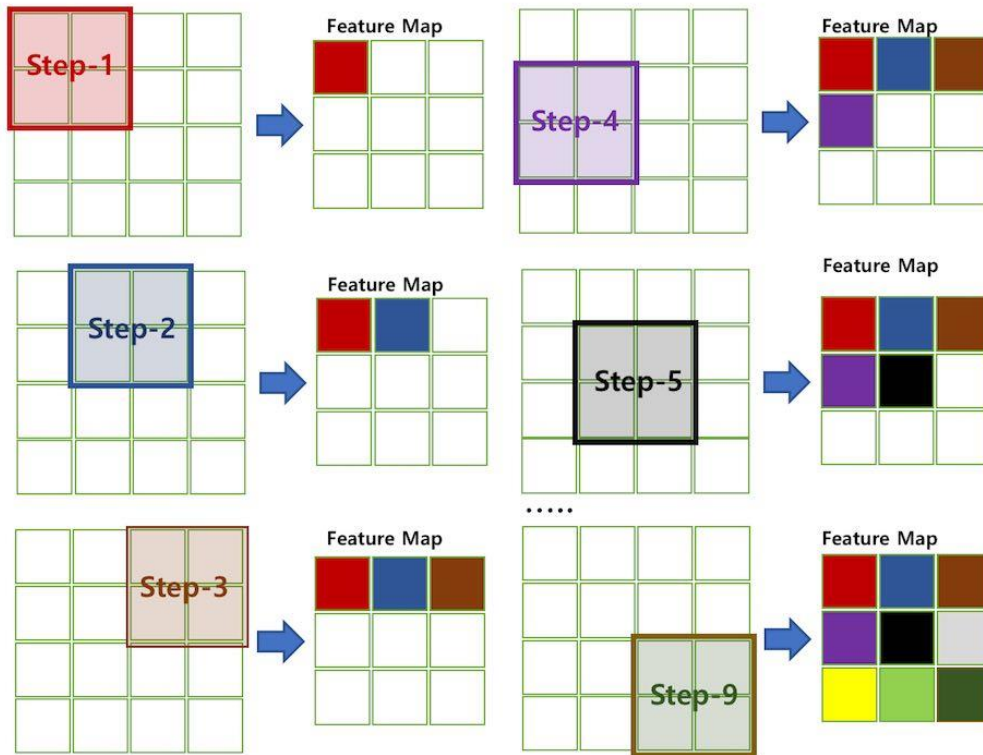 Feature Map
Step-1
Feature Map
Step-2
Feature Map
Step-3
Feature Map
Step-4
Feature Map
Step-5
.....
Feature Map
Step-9